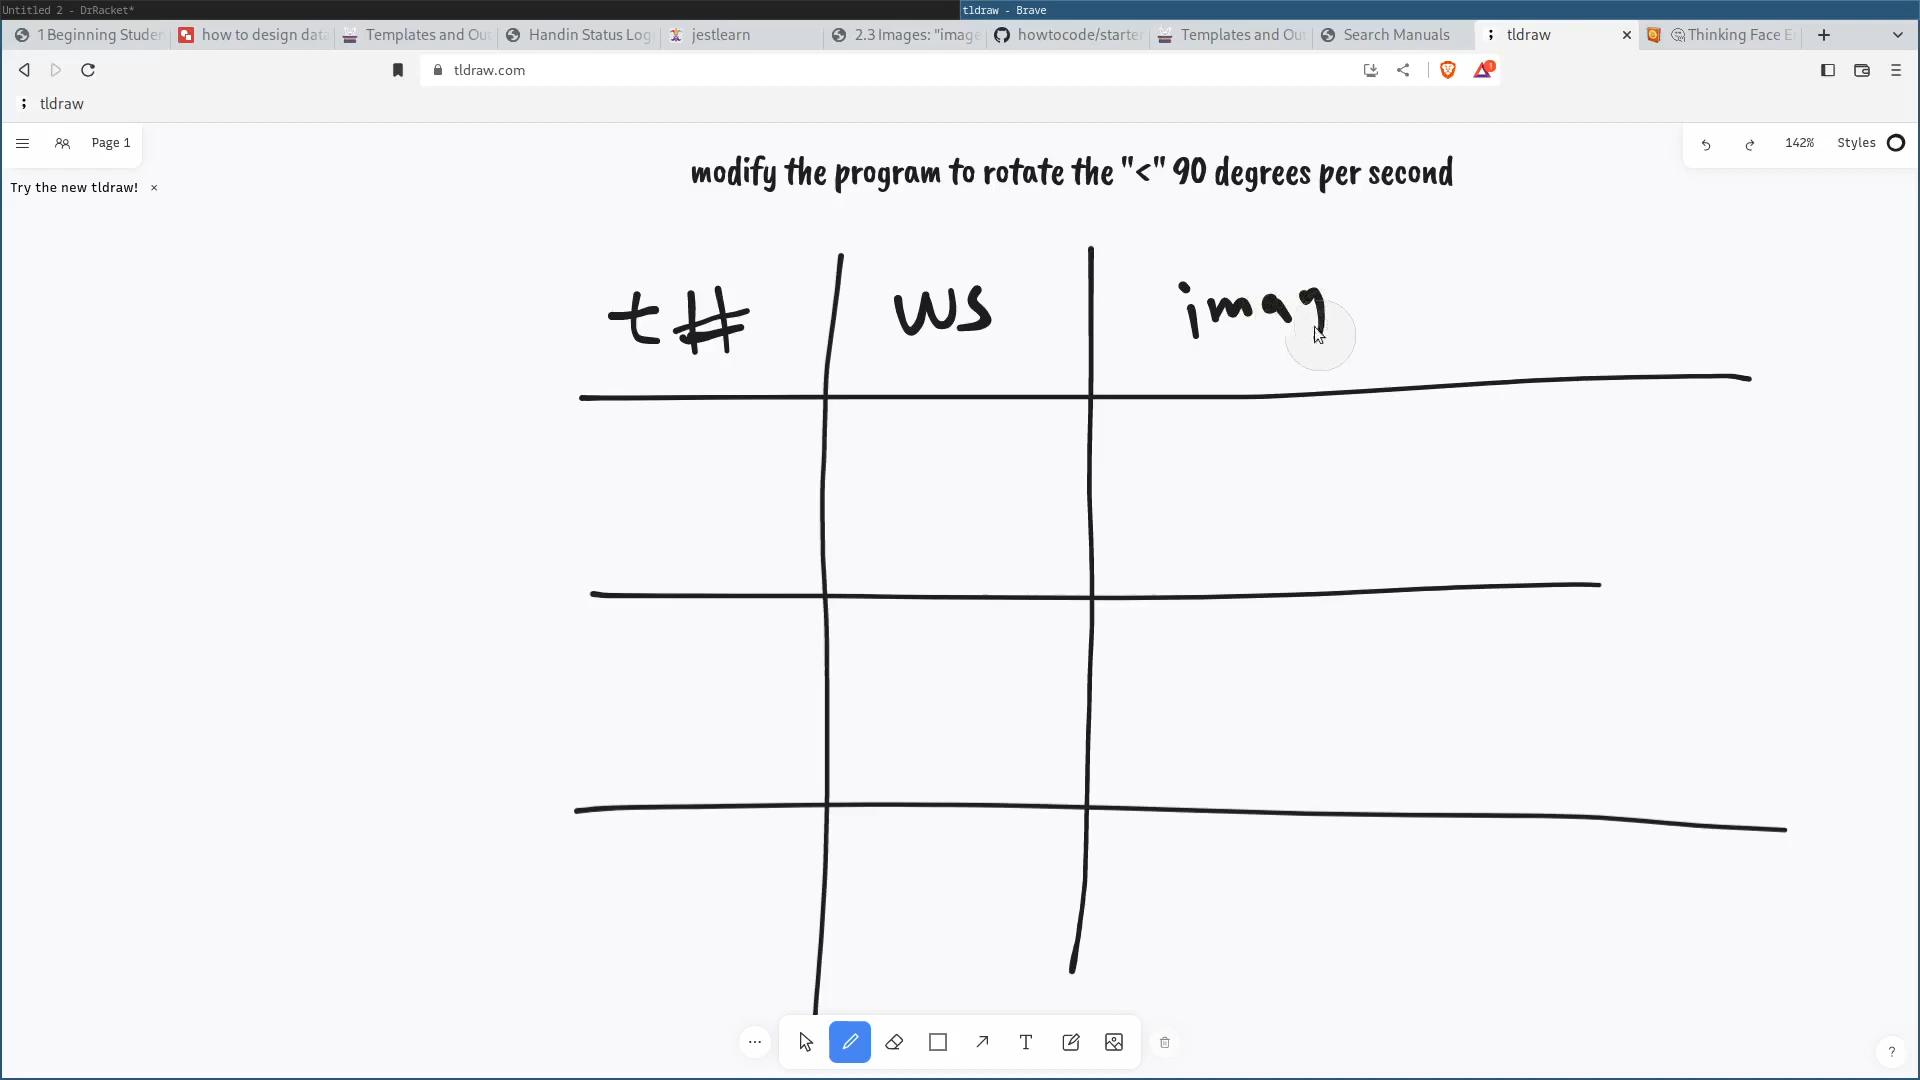 Untitled 2 - DrRacket*
tldraw - Brave
1 Beginning Studen
how to design data
Templates and Ou
Handin Status Log
jestlearn
2.3 Images: "image
howtocode/starter
Templates and Ou
Search Manuals
tldraw
Thinking Face E
tldraw.com
1
tldraw
Page 1
142%
Styles
Try the new tldraw!
modify the program to rotate the "<" 90 degrees per second
t# ws imag
T
?